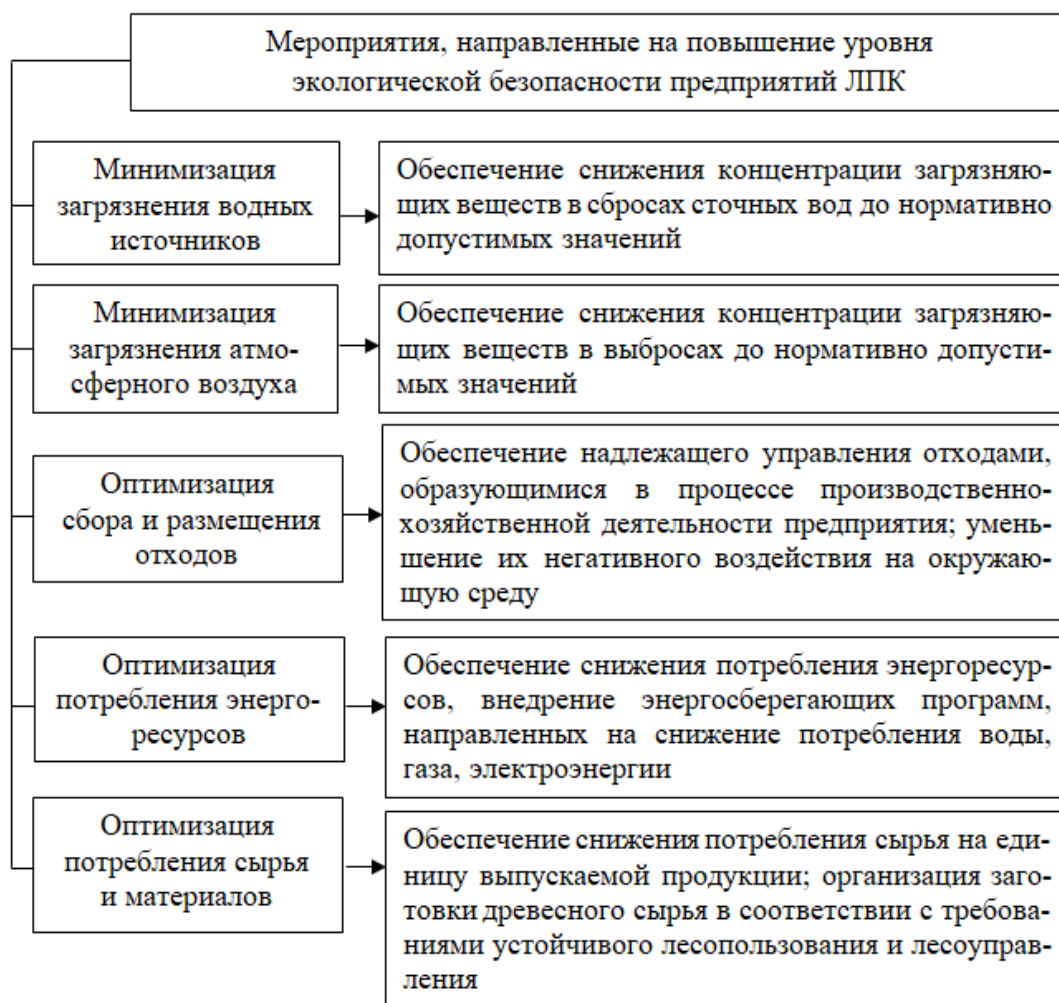 Мероприятия, направленные на повышение уровня
экологической безопасности предприятий ЛПК
Минимизация
загрязнения водных
источников
Обеспечение снижения концентрации загрязняю-
щих веществ в сбросах сточных вод до нормативно
допустимых значений
Минимизация
загрязнения атмо-
сферного воздуха
Обеспечение снижения концентрации загрязняю-
щих веществ в выбросах до нормативно допусти-
мых значений
Оптимизация
сбора и размещения
отходов
Обеспечение надлежащего управления отходами,
образующимися в процессе производственно-
хозяйственной деятельности предприятия; умень-
шение их негативного воздействия на окружаю-
щую среду
Оптимизация
потребления энерго-
ресурсов
Обеспечение снижения потребления энергоресур-
сов, внедрение энергосберегающих программ,
направленных на снижение потребления воды,
газа, электроэнергии
Оптимизация
потребления сырья
и материалов
Обеспечение снижения потребления сырья на еди-
ницу выпускаемой продукции; организация заго-
товки древесного сырья в соответствии с требова-
ниями устойчивого лесопользования и лесоуправ-
ления